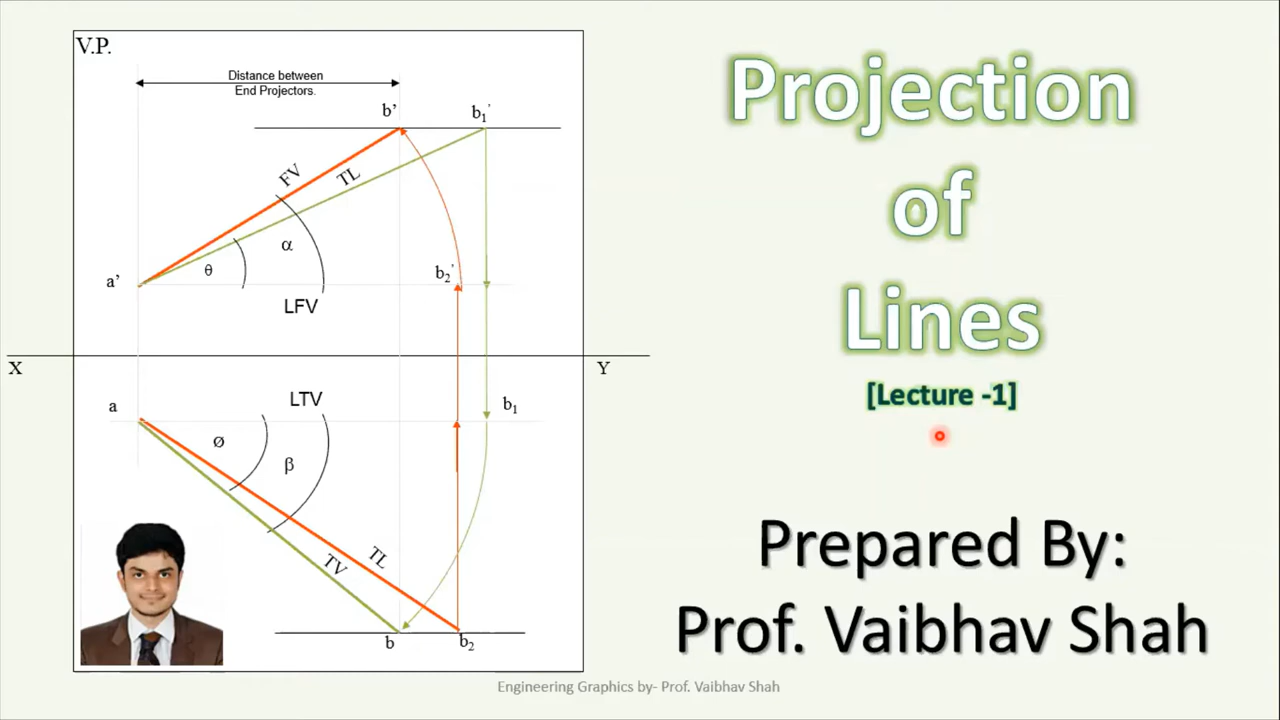 V.P.
Distance between
End Projectors.
b’
b₁'
FV
TL
α
θ
a’
b₂'
LFV
X
Y
a
LTV
b₁
ø
β
TL
TV
b
b₂
Projection
of
Lines
[Lecture -1]
Prepared By:
Prof. Vaibhav Shah
Engineering Graphics by- Prof. Vaibhav Shah